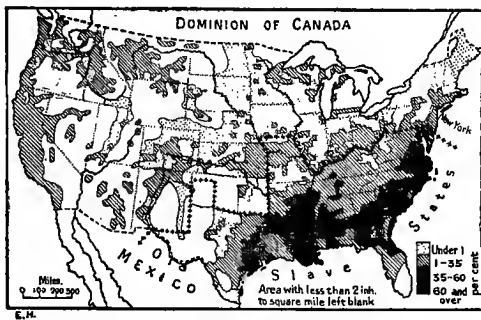 DOMINION OF CANADA
New York
Slave States
MEXICO
Miles.
0 100 200 300
Area with less than 2 inh.
to square mile left blank
Under 1
1-35
35-60
60 and over
per cent
E.H.